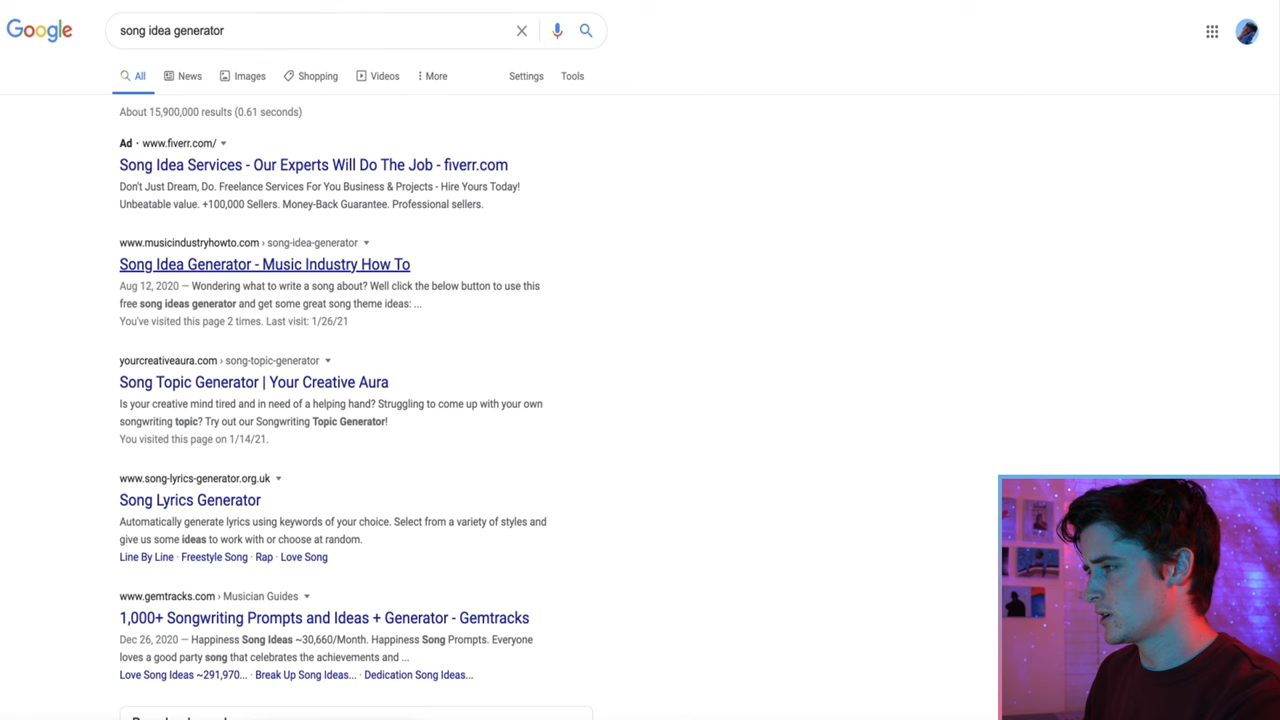 Google
song idea generator
All News Images Shopping Videos More Settings Tools
About 15,900,000 results (0.61 seconds)
Ad · www.fiverr.com/
Song Idea Services - Our Experts Will Do The Job - fiverr.com
Don't Just Dream, Do. Freelance Services For You Business & Projects - Hire Yours Today!
Unbeatable value. +100,000 Sellers. Money-Back Guarantee. Professional sellers.
www.musicindustryhowto.com › song-idea-generator
Song Idea Generator - Music Industry How To
Aug 12, 2020 — Wondering what to write a song about? Well click the below button to use this
free song ideas generator and get some great song theme ideas: ...
You've visited this page 2 times. Last visit: 1/26/21
yourcreativeaura.com › song-topic-generator
Song Topic Generator | Your Creative Aura
Is your creative mind tired and in need of a helping hand? Struggling to come up with your own
songwriting topic? Try out our Songwriting Topic Generator!
You visited this page on 1/14/21.
www.song-lyrics-generator.org.uk
Song Lyrics Generator
Automatically generate lyrics using keywords of your choice. Select from a variety of styles and
give us some ideas to work with or choose at random.
Line By Line · Freestyle Song · Rap · Love Song
www.gemtracks.com › Musician Guides
1,000+ Songwriting Prompts and Ideas + Generator - Gemtracks
Dec 26, 2020 — Happiness Song Ideas ~30,660/Month. Happiness Song Prompts. Everyone
loves a good party song that celebrates the achievements and ...
Love Song Ideas ~291,970... · Break Up Song Ideas... · Dedication Song Ideas...